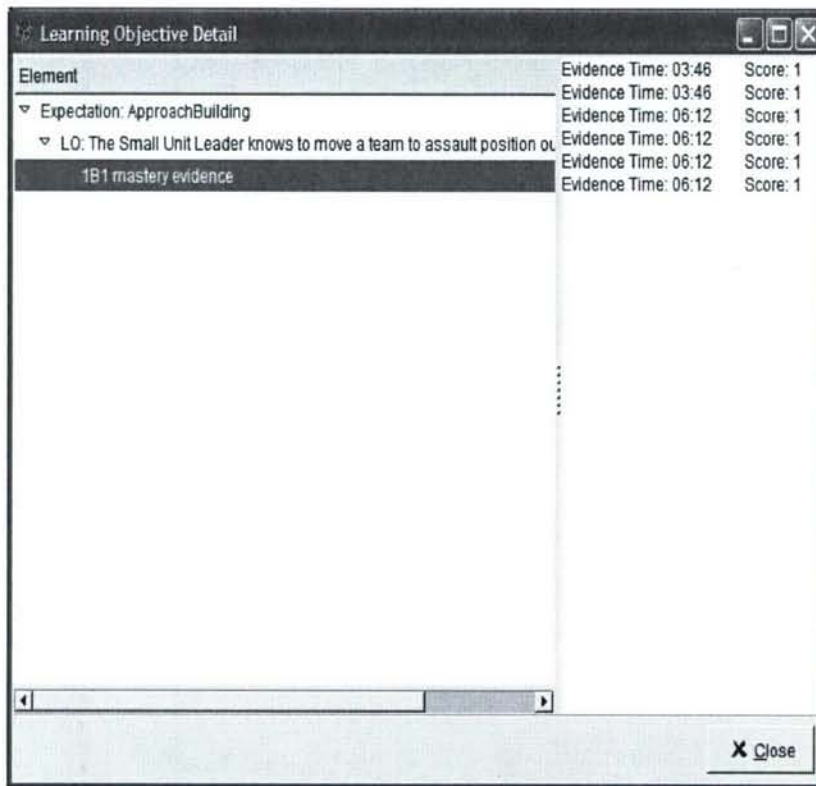 Learning Objective Detail
Element
Expectation: ApproachBuilding
LO: The Small Unit Leader knows to move a team to assault position ou
1B1 mastery evidence
Evidence Time: 03:46 Score: 1
Evidence Time: 03:46 Score: 1
Evidence Time: 06:12 Score: 1
Evidence Time: 06:12 Score: 1
Evidence Time: 06:12 Score: 1
Evidence Time: 06:12 Score: 1
X Close